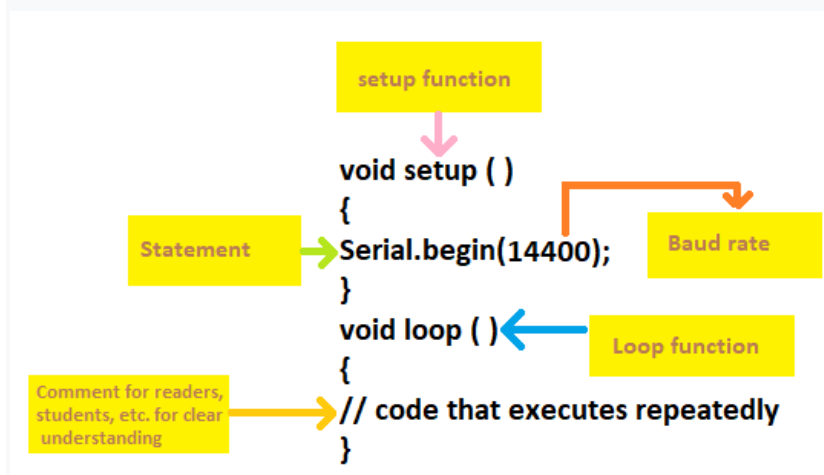 setup function
void setup ( )
{
Statement
Serial.begin(14400);
Baud rate
}
void loop ( )
Loop function
{
Comment for readers,
students, etc. for clear
understanding
// code that executes repeatedly
}